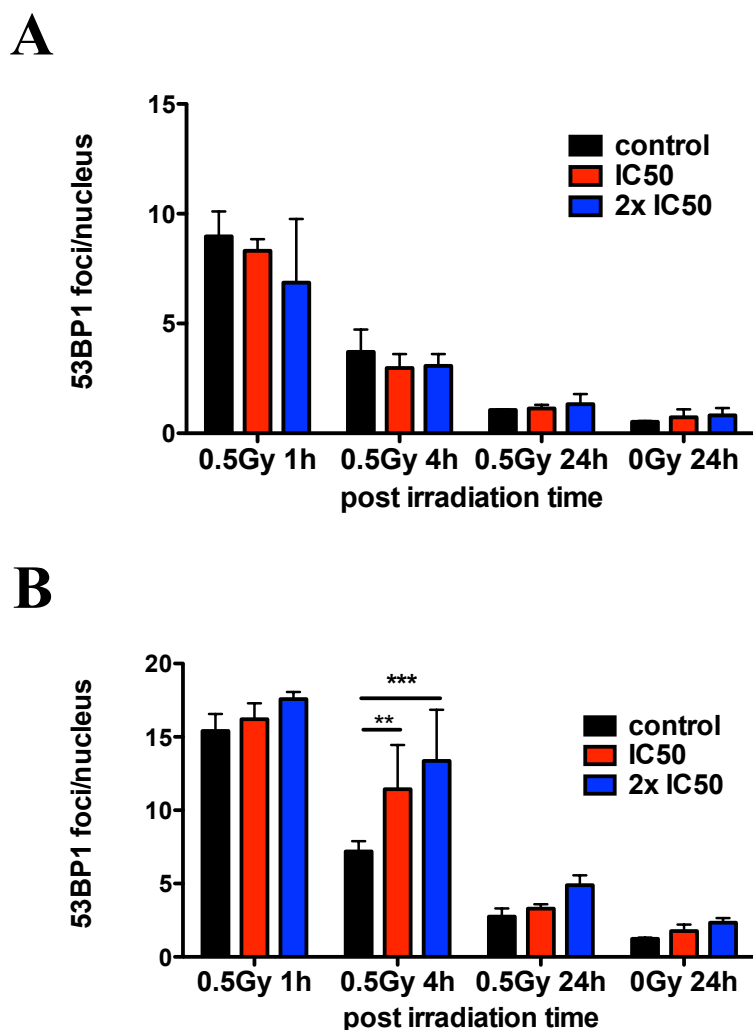 A
53BP1 foci/nucleus
15
10
5
0
control
IC50
2x IC50
0.5Gy 1h 0.5Gy 4h 0.5Gy 24h 0Gy 24h
post irradiation time
B
53BP1 foci/nucleus
20
15
10
5
0
***
**
control
IC50
2x IC50
0.5Gy 1h 0.5Gy 4h 0.5Gy 24h 0Gy 24h
post irradiation time